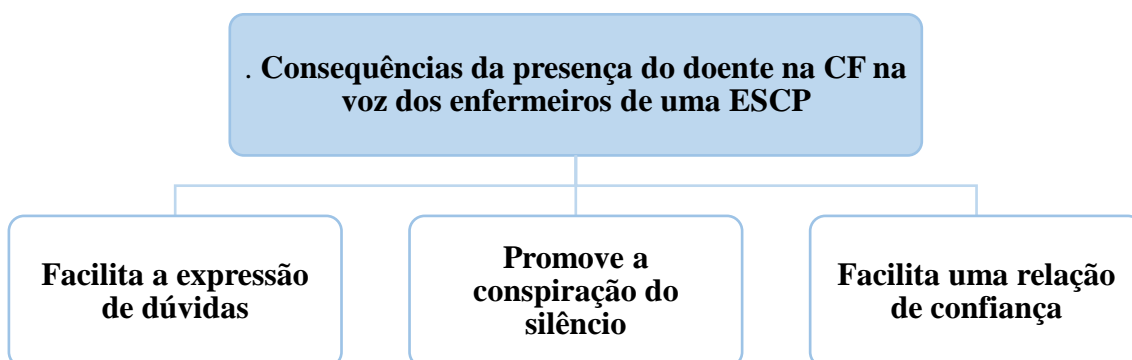 . Consequências da presença do doente na CF na
voz dos enfermeiros de uma ESCP
Facilita a expressão
de dúvidas
Promove a
conspiração do
silêncio
Facilita uma relação
de confiança